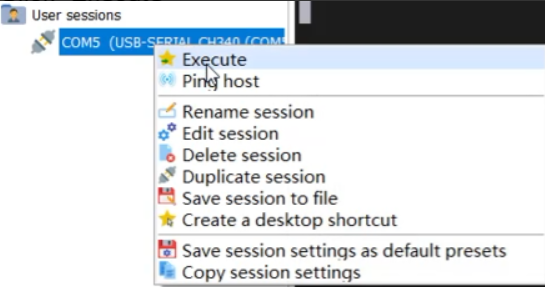 User sessions
COM5 (USB-SERIAL CH340 (COM5
Execute
Ping host
Rename session
Edit session
Delete session
Duplicate session
Save session to file
Create a desktop shortcut
Save session settings as default presets
Copy session settings